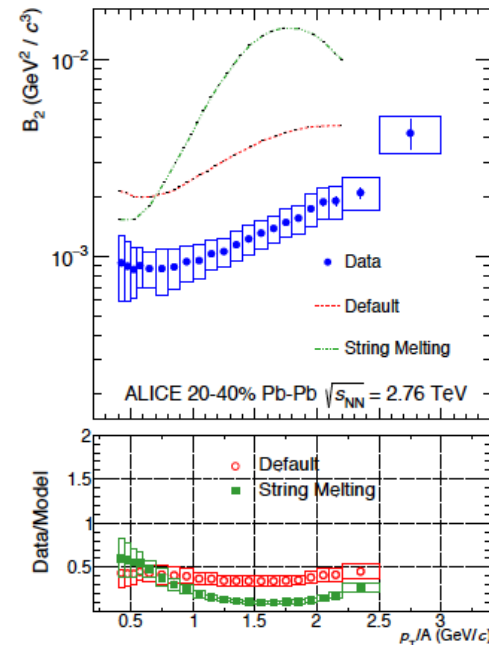 B₂ (GeV² / c³)
10⁻²
10⁻³
Data
Default
String Melting
ALICE 20-40% Pb-Pb √sNN = 2.76 TeV
Data/Model
2
1.5
1
0.5
Default
String Melting
0.5 1 1.5 2 2.5 3
pT/A (GeV/c)